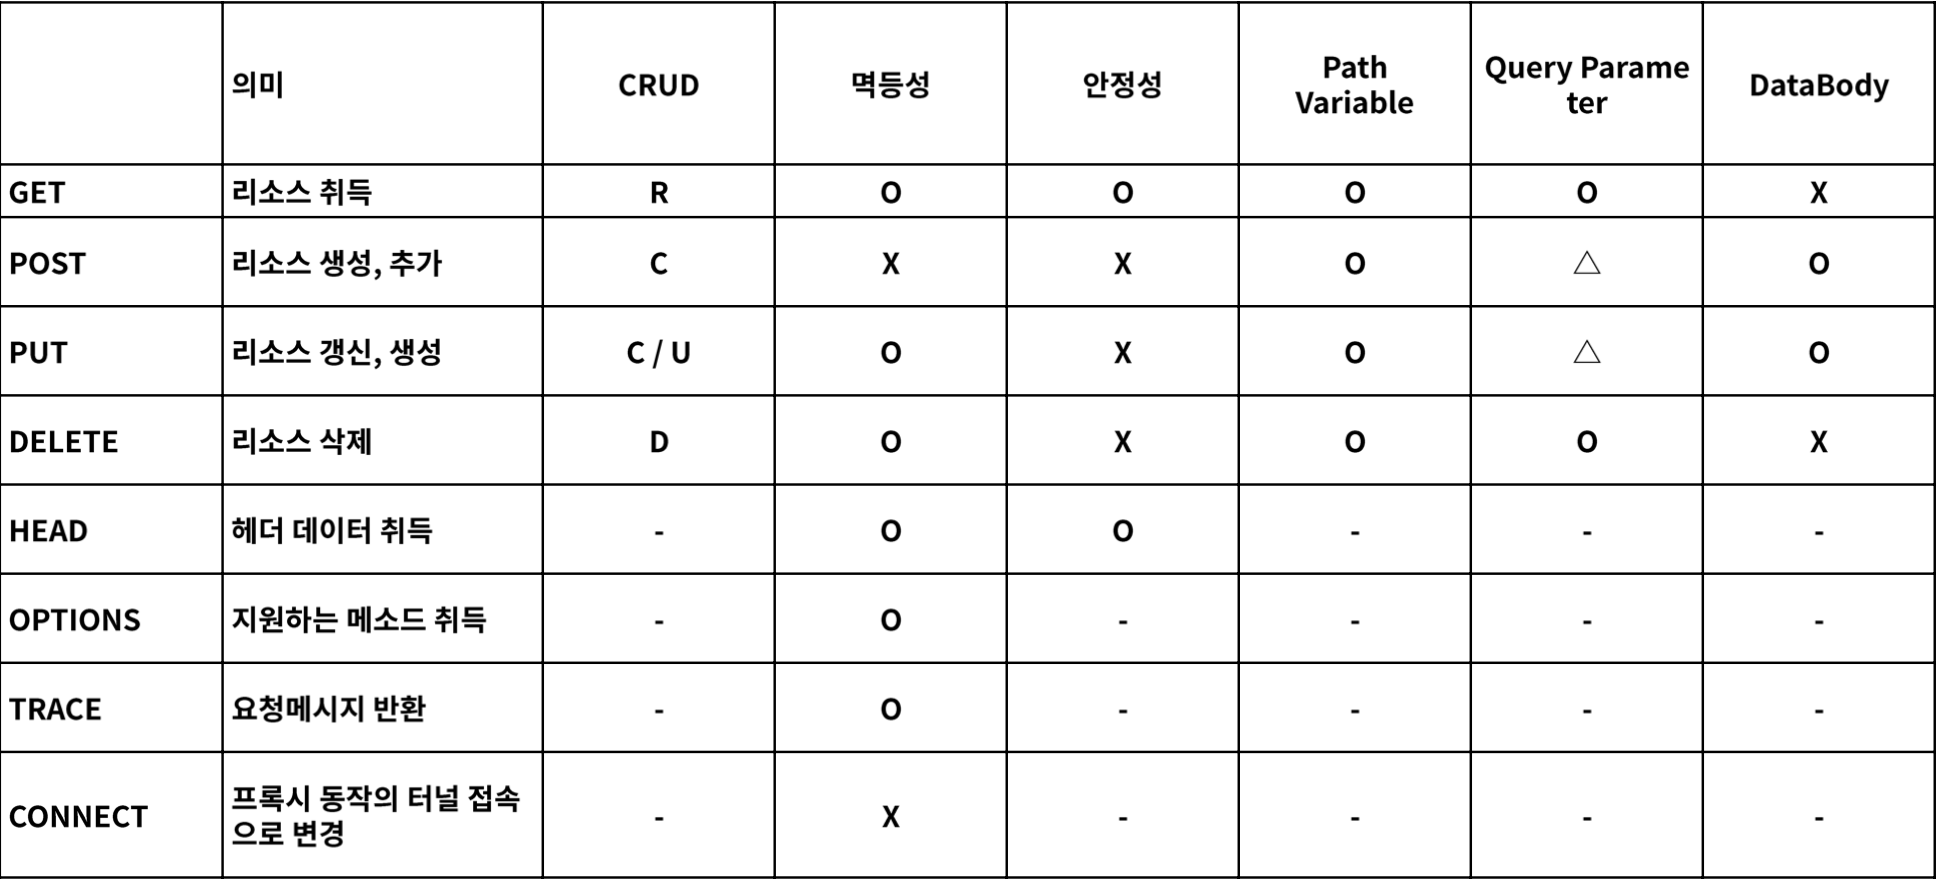 의미 CRUD 멱등성 안정성 Path Variable Query Parame ter DataBody
GET 리소스 취득 R O O O O X
POST 리소스 생성, 추가 C X X O △ O
PUT 리소스 갱신, 생성 C / U O X O △ O
DELETE 리소스 삭제 D O X O O X
HEAD 헤더 데이터 취득 - O O - - -
OPTIONS 지원하는 메소드 취득 - O - - - -
TRACE 요청메시지 반환 - O - - - -
CONNECT 프록시 동작의 터널 접속 으로 변경 - X - - - -